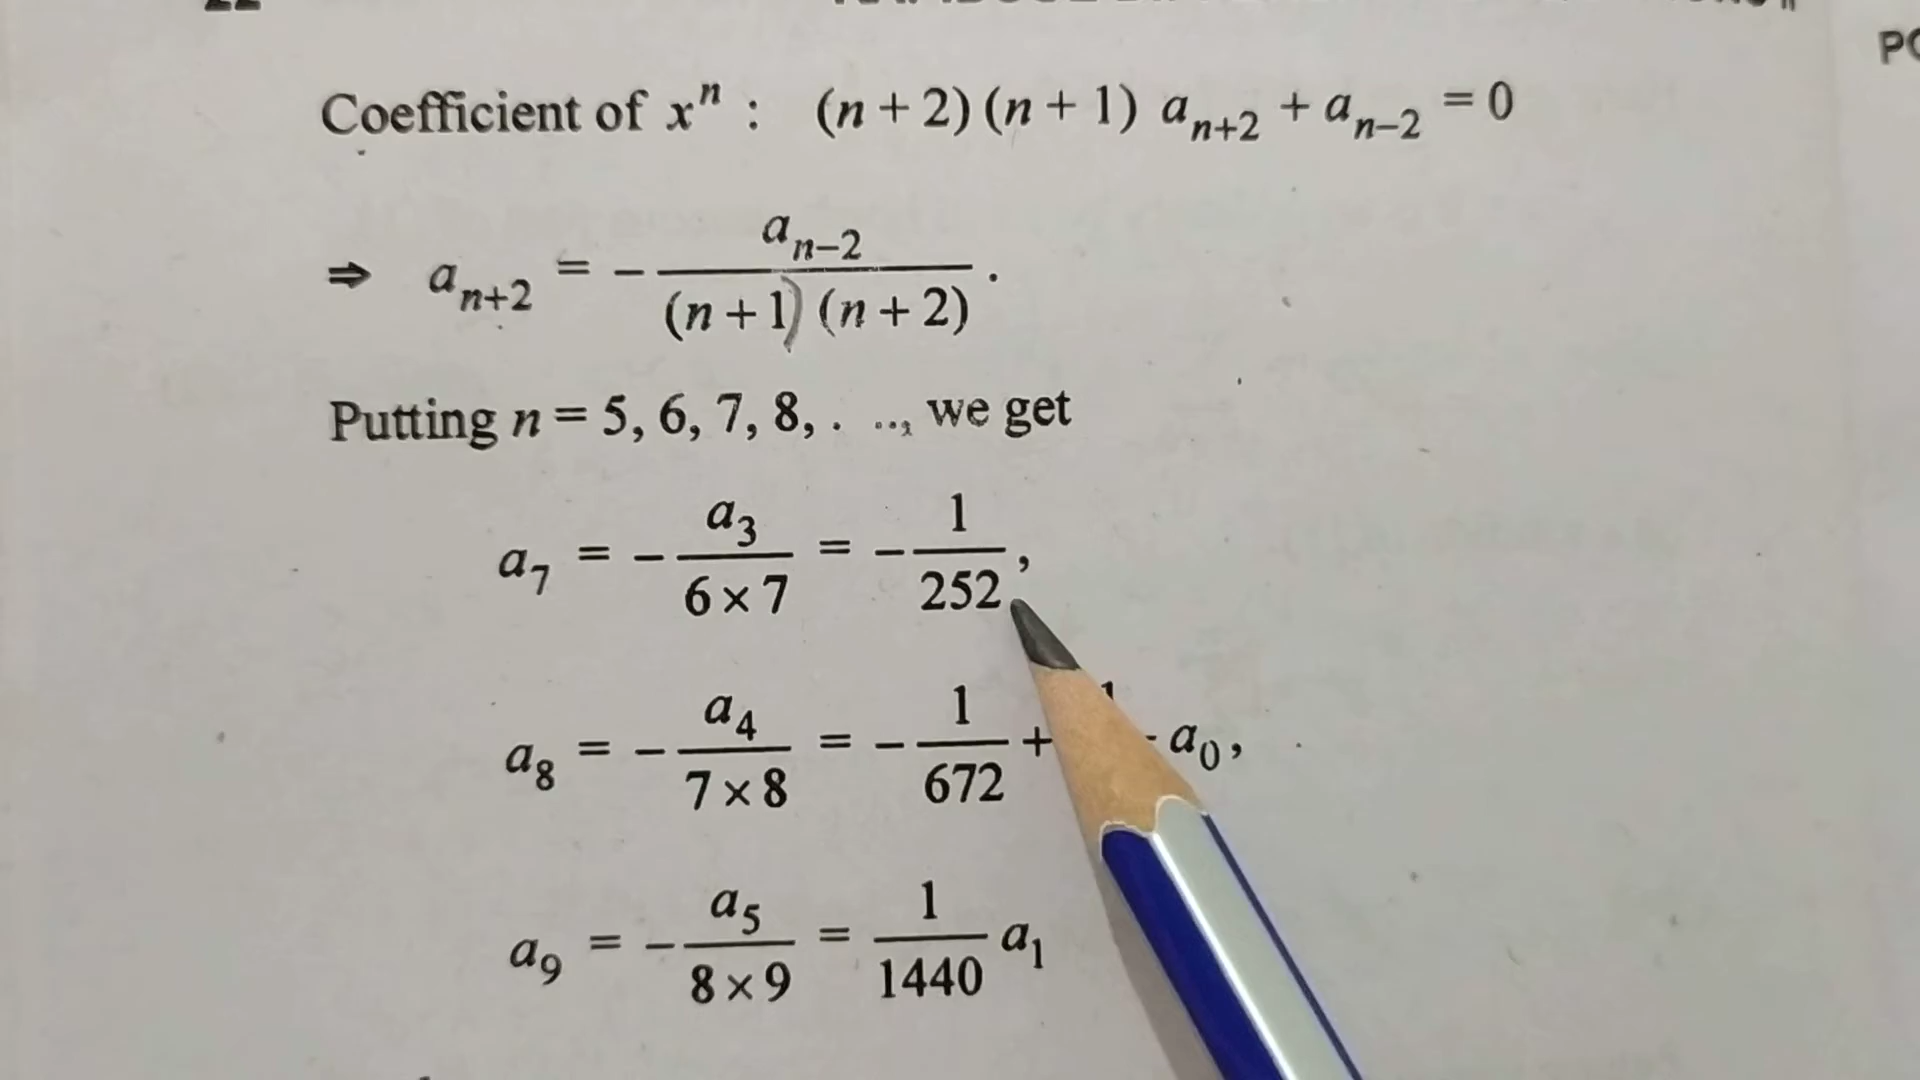 Coefficient of xⁿ : (n + 2) (n + 1) aₙ₊₂ + aₙ₋₂ = 0
⇒ aₙ₊₂ = - aₙ₋₂ / (n + 1) (n + 2) .
Putting n = 5, 6, 7, 8, . .., we get
a₇ = - a₃ / 6 × 7 = - 1 / 252 ,
a₈ = - a₄ / 7 × 8 = - 1 / 672 + a₀,
a₉ = - a₅ / 8 × 9 = 1 / 1440 a₁